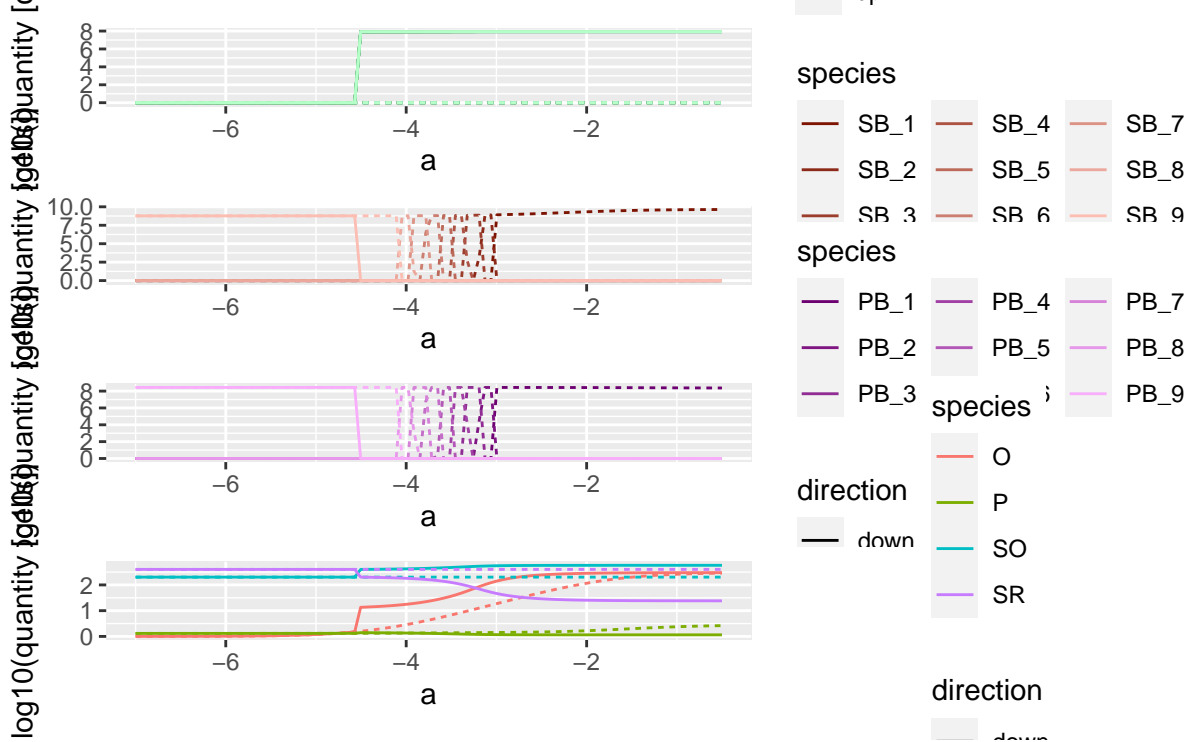 8
6
4
2
0
−6 −4 −2
a
species
SB_1 SB_4 SB_7
SB_2 SB_5 SB_8
SB_3 SB_6 SB_9
10.0
7.5
5.0
2.5
0.0
−6 −4 −2
a
species
PB_1 PB_4 PB_7
PB_2 PB_5 PB_8
PB_3 PB_9
8
6
4
2
0
−6 −4 −2
a
direction
down
species
O
P
SO
SR
2
1
0
−6 −4 −2
a
log10(quantity
direction
down